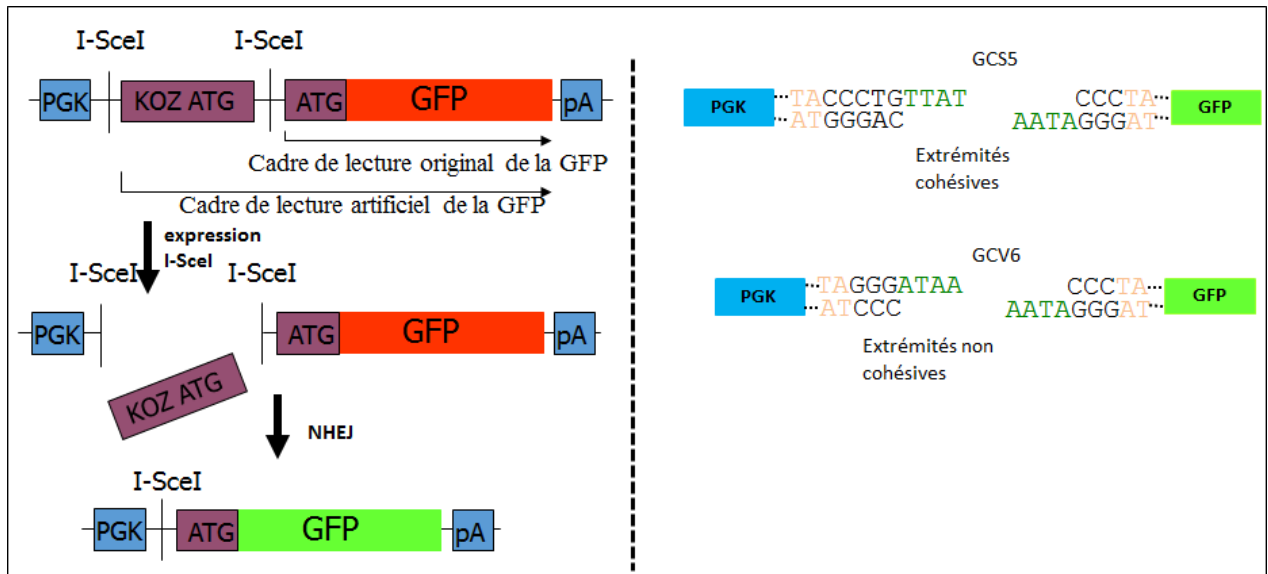 I-SceI I-SceI
PGK KOZ ATG ATG GFP pA
Cadre de lecture original de la GFP
Cadre de lecture artificiel de la GFP
expression
I-SceI
I-SceI I-SceI
PGK ATG GFP pA
KOZ ATG
NHEJ
I-SceI
PGK ATG GFP pA
GCS5
PGK ...TACCCTGTTAT CCCTA... GFP
...ATGGGAC AATAGGGAT...
Extrémités
cohésives
GCV6
PGK ...TAGGGATAA CCCTA... GFP
...ATCCC AATAGGGAT...
Extrémités non
cohésives